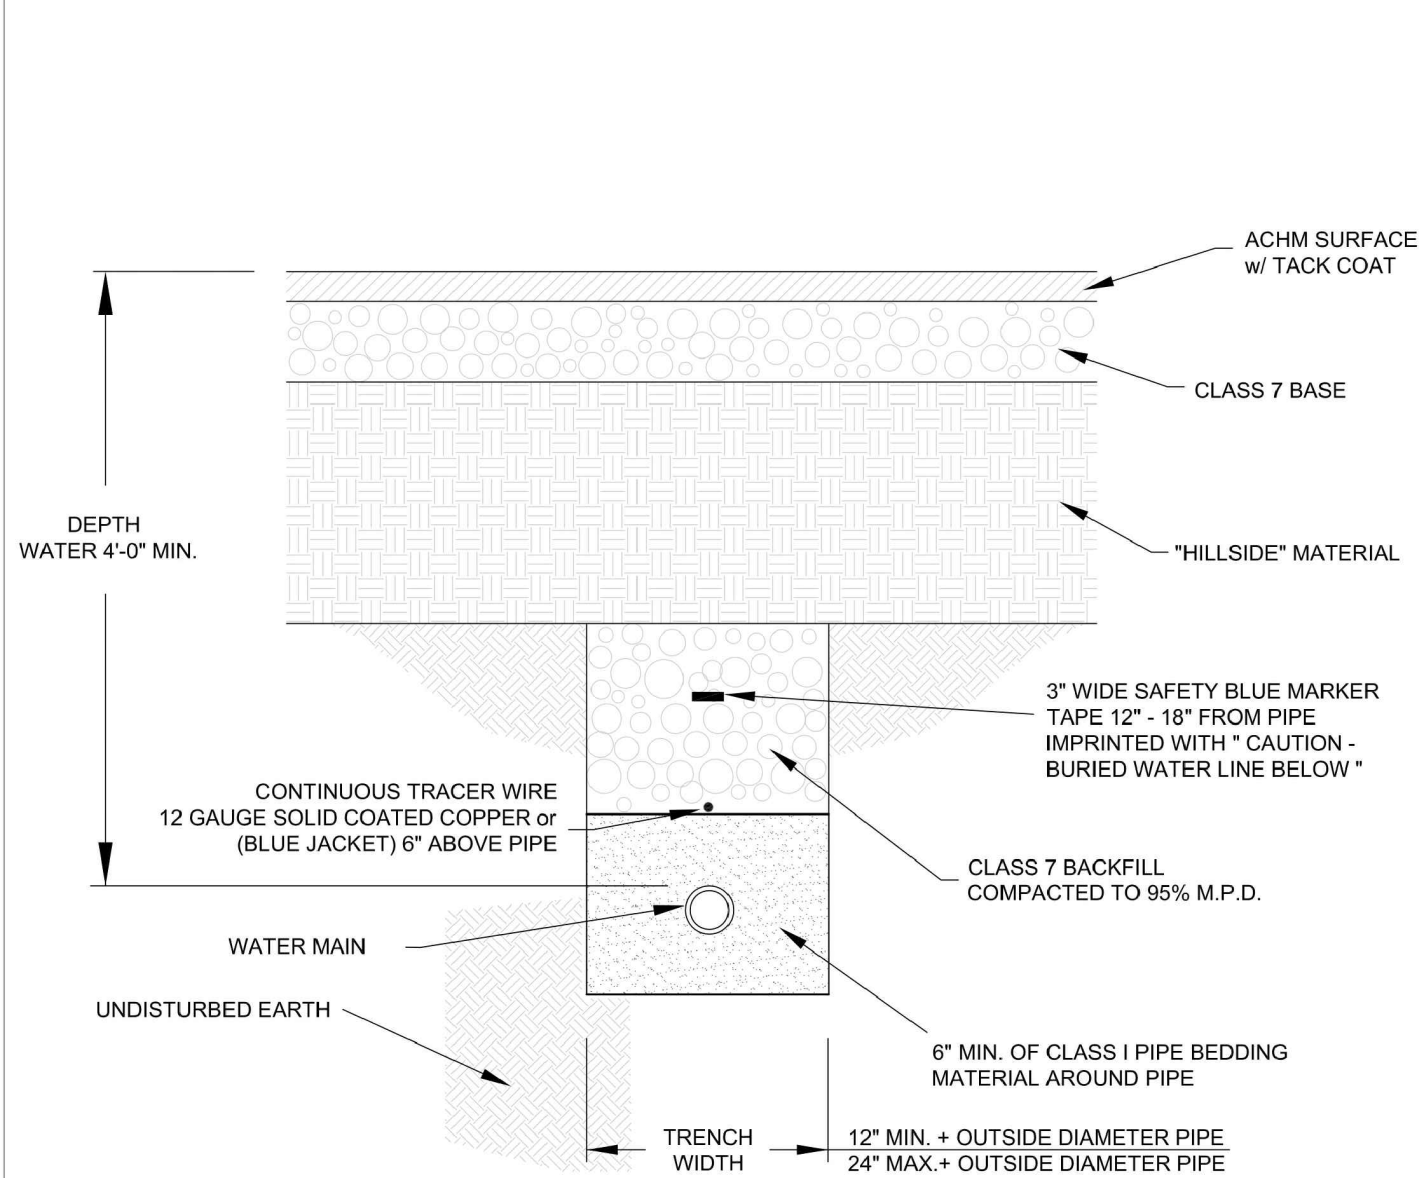 ACHM SURFACE
w/ TACK COAT
CLASS 7 BASE
DEPTH
WATER 4'-0" MIN.
"HILLSIDE" MATERIAL
3" WIDE SAFETY BLUE MARKER
TAPE 12" - 18" FROM PIPE
IMPRINTED WITH " CAUTION -
BURIED WATER LINE BELOW "
CONTINUOUS TRACER WIRE
12 GAUGE SOLID COATED COPPER or
(BLUE JACKET) 6" ABOVE PIPE
CLASS 7 BACKFILL
COMPACTED TO 95% M.P.D.
WATER MAIN
UNDISTURBED EARTH
6" MIN. OF CLASS I PIPE BEDDING
MATERIAL AROUND PIPE
TRENCH
WIDTH
12" MIN. + OUTSIDE DIAMETER PIPE
24" MAX.+ OUTSIDE DIAMETER PIPE